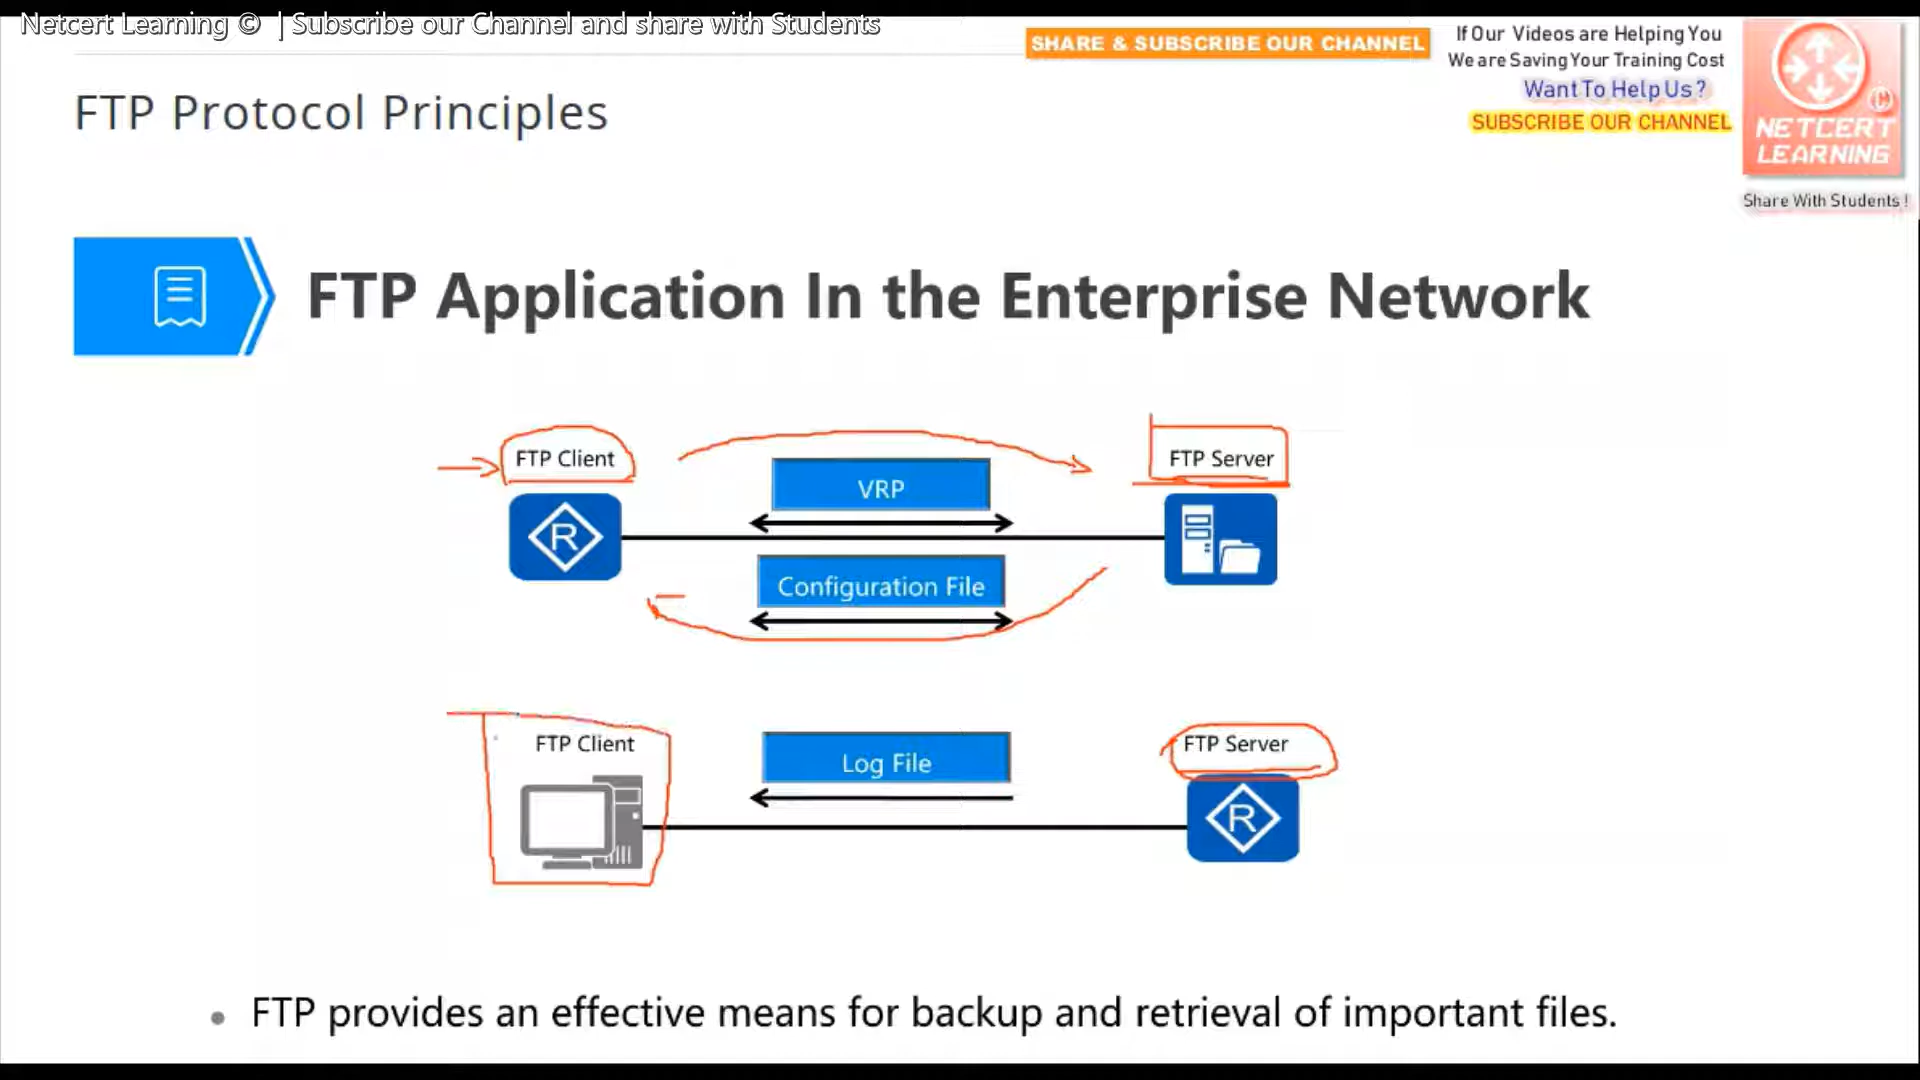 Netcert Learning © | Subscribe our Channel and share with Students
SHARE & SUBSCRIBE OUR CHANNEL
If Our Videos are Helping You
We are Saving Your Training Cost
Want To Help Us ?
SUBSCRIBE OUR CHANNEL
NETCERT
LEARNING
Share With Students !
FTP Protocol Principles
FTP Application In the Enterprise Network
FTP Client
FTP Server
VRP
R
Configuration File
FTP Client
FTP Server
Log File
R
FTP provides an effective means for backup and retrieval of important files.